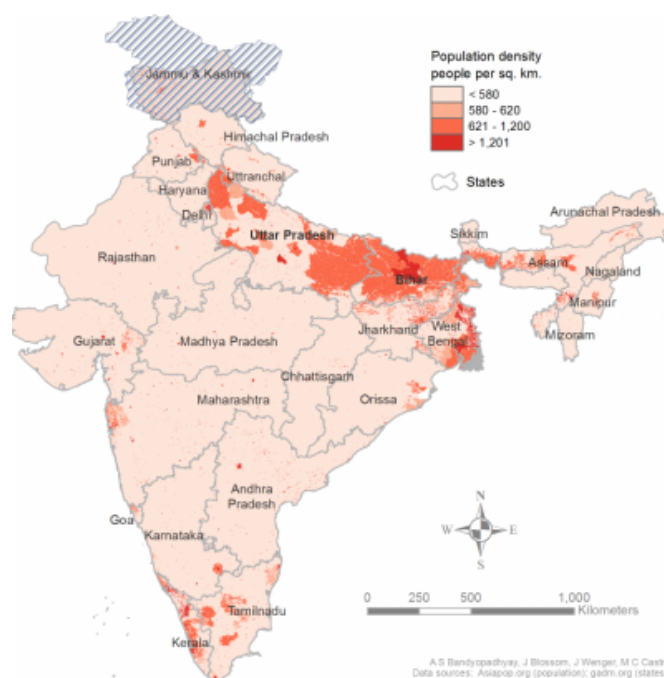 Population density
people per sq. km.
< 580
580 - 620
621 - 1,200
> 1,201
States
Jammu & Kashmir
Himachal Pradesh
Punjab
Uttranchal
Haryana
Delhi
Arunachal Pradesh
Sikkim
Uttar Pradesh
Rajasthan
Assam
Nagaland
Bihar
Manipur
Jharkhand
West
Bengal
Mizoram
Gujarat
Madhya Pradesh
Chhattisgarh
Maharashtra
Orissa
Andhra
Pradesh
Goa
Karnataka
N
W
E
S
Tamilnadu
Kerala
0
250
500
1,000
Kilometers
A S Bandyopadhyay, J Blossom, J Wenger, M C Cast
Data sources: Asiapop.org (population); gadm.org (states